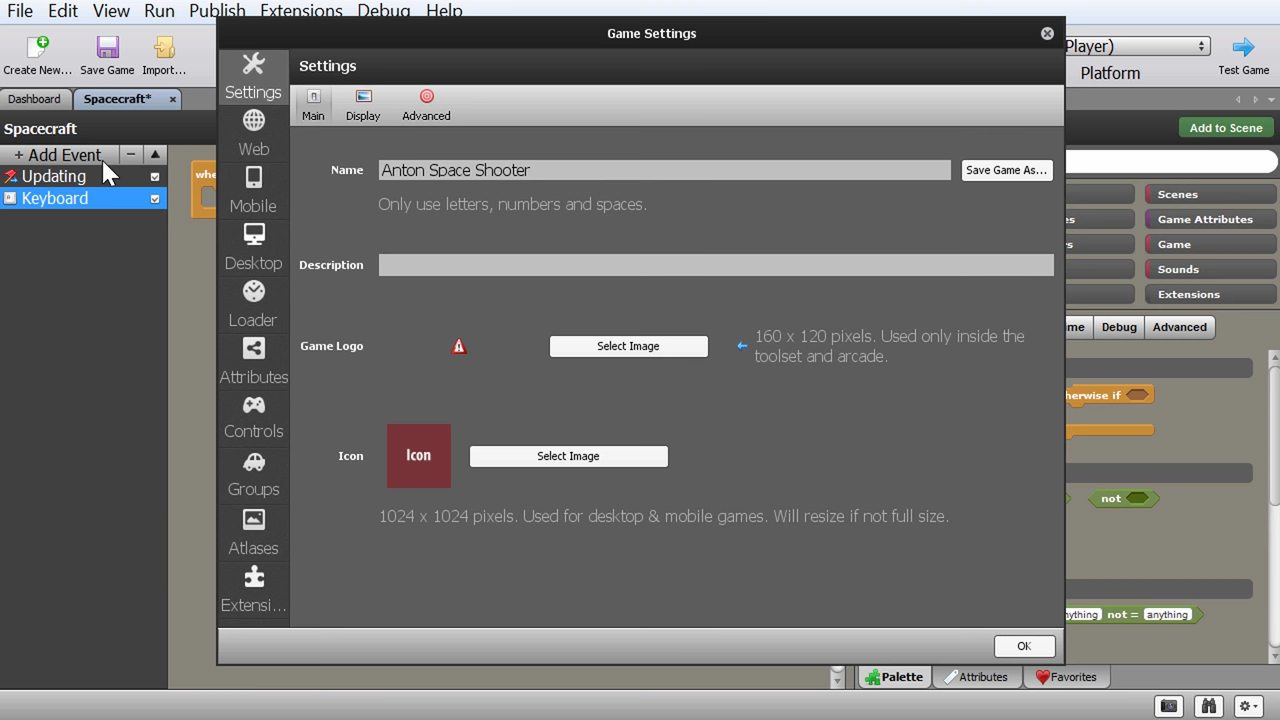 File Edit View Run Publish Extensions Debug Help
Game Settings
Create New... Save Game Import...
Player)
Platform
Test Game
Dashboard Spacecraft*
Spacecraft
Add to Scene
+ Add Event
Updating
Keyboard
Settings
Web
Mobile
Desktop
Loader
Attributes
Controls
Groups
Atlases
Extensi...
Settings
Main Display Advanced
Name Anton Space Shooter Save Game As...
Only use letters, numbers and spaces.
Description
Game Logo Select Image 160 x 120 pixels. Used only inside the
toolset and arcade.
Icon Icon Select Image
1024 x 1024 pixels. Used for desktop & mobile games. Will resize if not full size.
OK
Scenes
Game Attributes
Game
Sounds
Extensions
Debug Advanced
if
not
not = anything
Palette Attributes Favorites